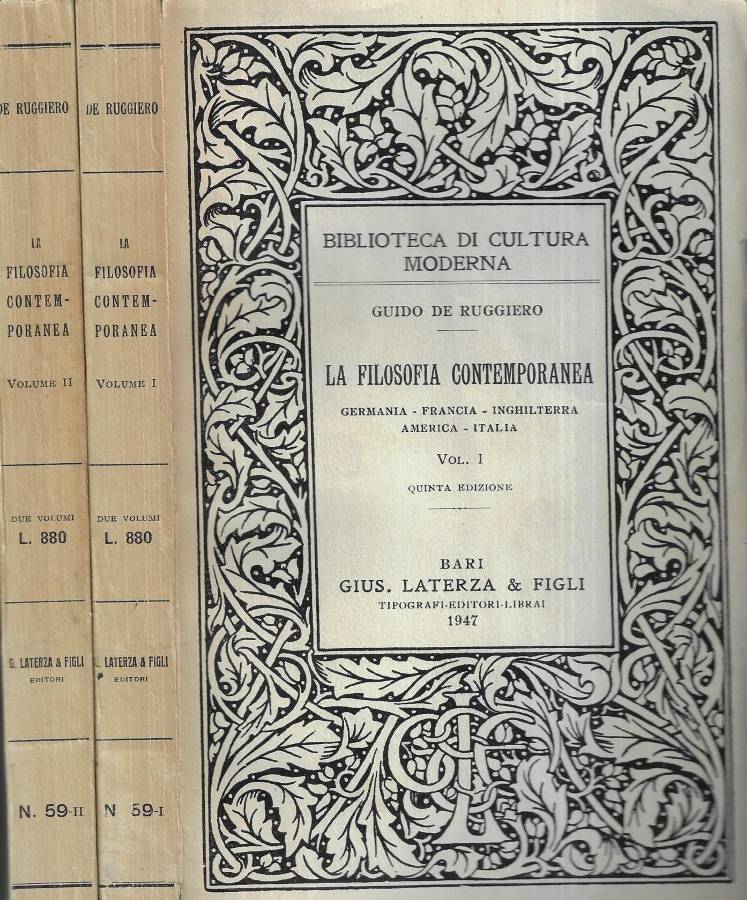 DE RUGGIERO
LA
FILOSOFIA
CONTEM-
PORANEA
VOLUME II
DUE VOLUMI
L. 880
G. LATERZA & FIGLI
EDITORI
N. 59-II
DE RUGGIERO
LA
FILOSOFIA
CONTEM-
PORANEA
VOLUME I
DUE VOLUMI
L. 880
G. LATERZA & FIGLI
EDITORI
N 59-I
BIBLIOTECA DI CULTURA
MODERNA
GUIDO DE RUGGIERO
LA FILOSOFIA CONTEMPORANEA
GERMANIA - FRANCIA - INGHILTERRA
AMERICA - ITALIA
VOL. I
QUINTA EDIZIONE
BARI
GIUS. LATERZA & FIGLI
TIPOGRAFI-EDITORI-LIBRAI
1947